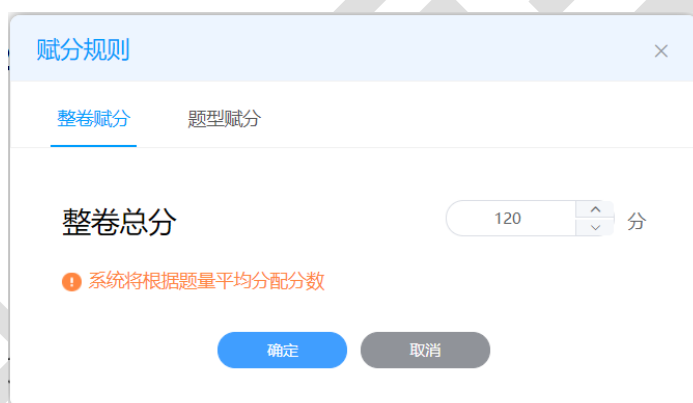 赋分规则
整卷赋分 题型赋分
整卷总分 120 分
系统将根据题量平均分配分数
确定 取消